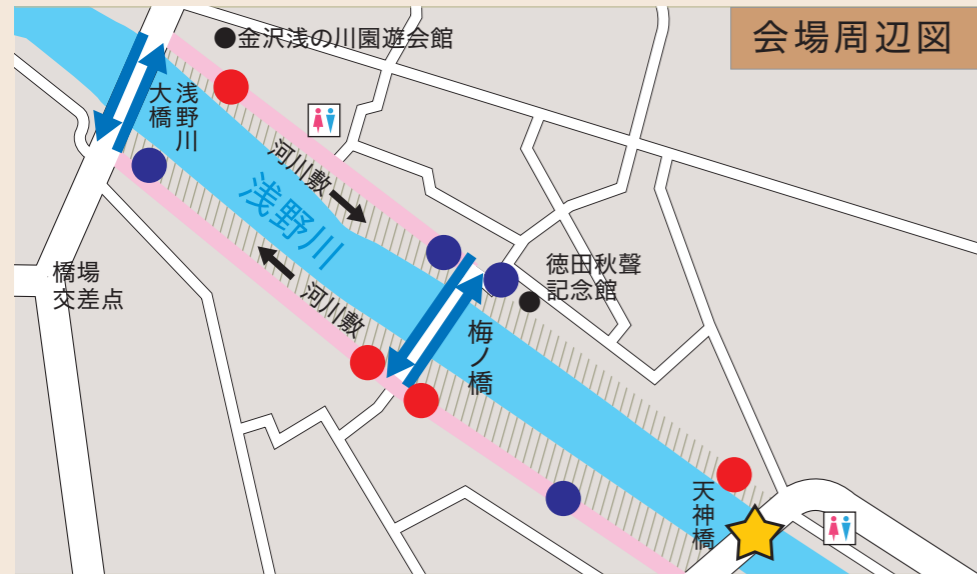 会場周辺図
金沢浅の川園遊会館
浅野川
大橋
河川敷
浅野川
河川敷
橋場
交差点
徳田秋聲
記念館
梅ノ橋
天神橋